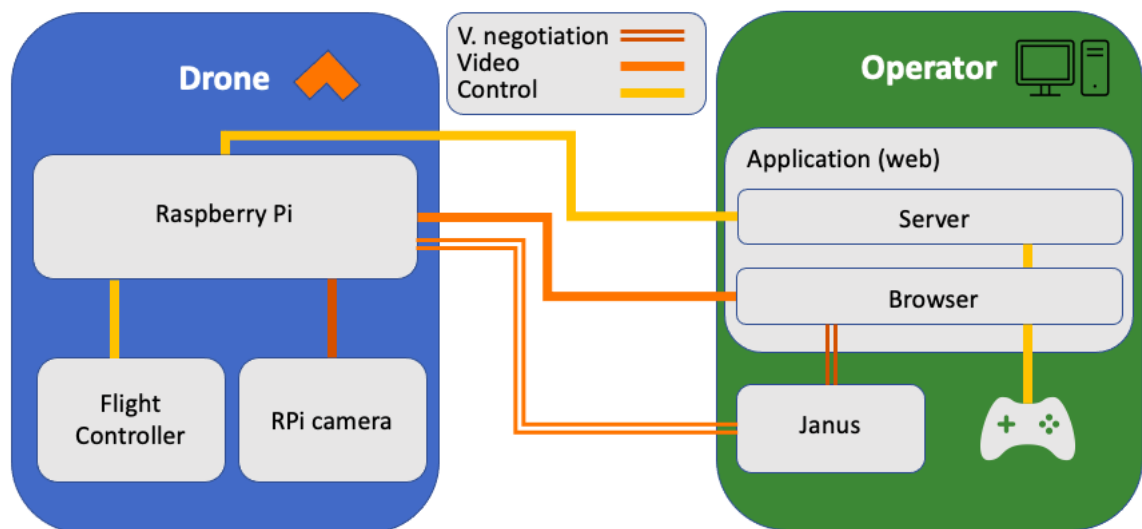 V. negotiation
Video
Control
Drone
Raspberry Pi
Flight
Controller
RPi camera
Operator
Application (web)
Server
Browser
Janus